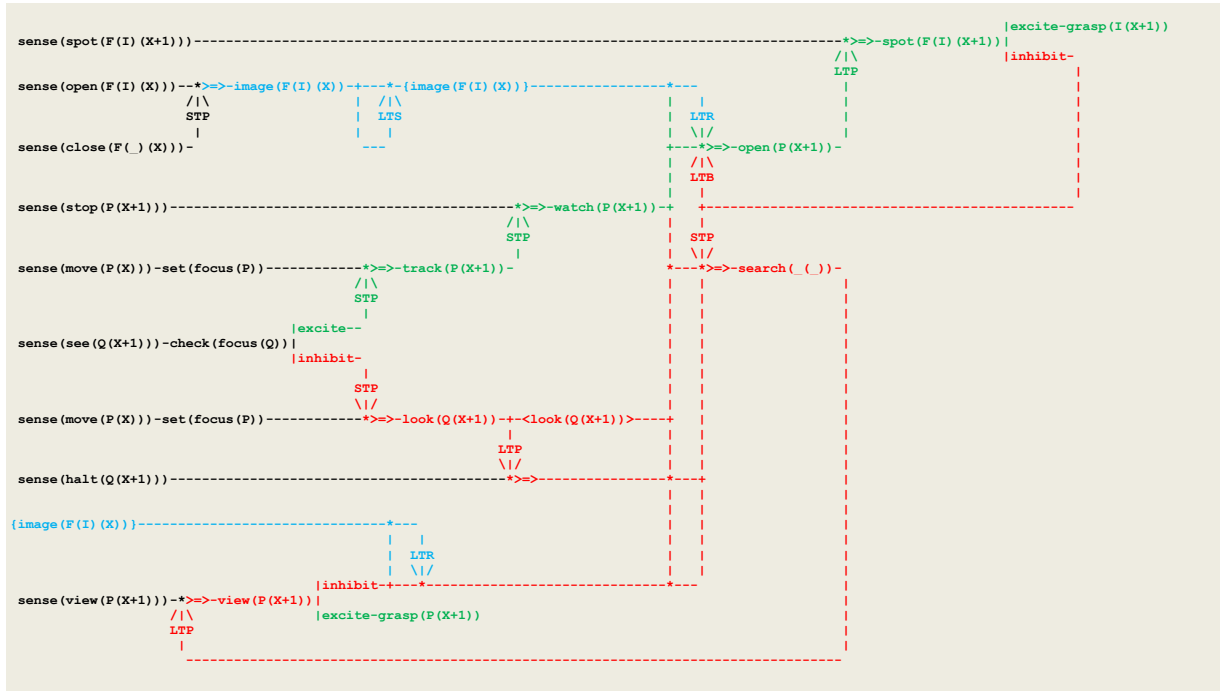 |excite-grasp(I(X+1))
sense(spot(F(I)(X+1)))------------------------------------------------------------------------------------*>=>-spot(F(I)(X+1))|
/|\ |inhibit-
LTP |
sense(open(F(I)(X)))--*>=>-image(F(I)(X))-+---*-{image(F(I)(X))}------------------*--- | |
/|\ | /|\ | | | |
STP | LTS | LTR | |
| | | | \|/ | |
sense(close(F(_)(X)))- --- +---*>=>-open(P(X+1))- |
| /|\ |
| LTB |
| | |
sense(stop(P(X+1)))---------------------------------------------*>=>-watch(P(X+1))-+ +-----------------------------------------------
/|\ | |
STP | STP
| | \|/
sense(move(P(X)))-set(focus(P))-------------*>=>-track(P(X+1))- *---*>=>-search(_(_))-
/|\ | | |
STP | | |
| | | |
|excite-- | | |
sense(see(Q(X+1)))-check(focus(Q))| | | |
|inhibit- | | |
| | | |
STP | | |
\|/ | | |
sense(move(P(X)))-set(focus(P))-------------*>=>-look(Q(X+1))-+-<look(Q(X+1))>----+ | |
| | | |
LTP | | |
\|/ | | |
sense(halt(Q(X+1)))--------------------------------------------*>=>-----------------*---+ |
| | |
{image(F(I)(X))}---------------------------------*--- | | |
| | | | |
| LTR | | |
| \|/ | | |
|inhibit-+---*--------------------------------*--- |
sense(view(P(X+1)))-*>=>-view(P(X+1))| |
/|\ |excite-grasp(P(X+1)) |
LTP |
| |
-----------------------------------------------------------------------------------